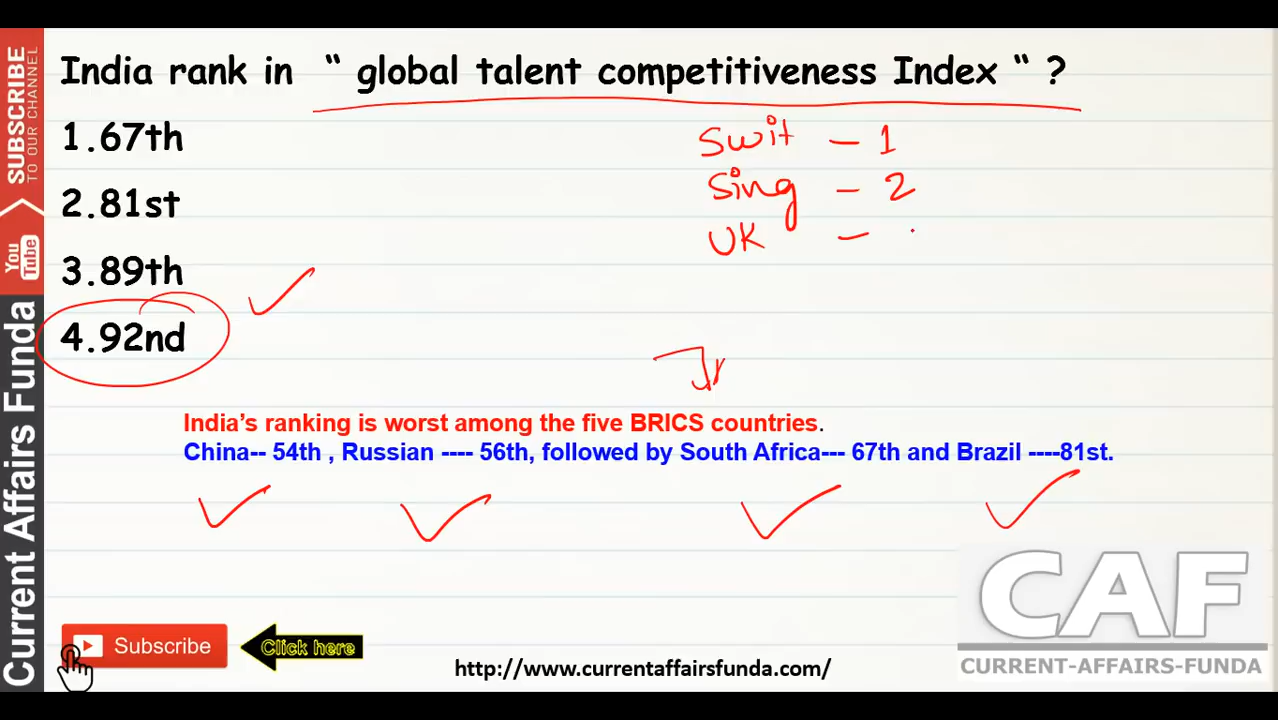 India rank in “ global talent competitiveness Index “ ?
1.67th
2.81st
3.89th
4.92nd
Swit – 1
Sing – 2
UK –
India’s ranking is worst among the five BRICS countries.
China-- 54th , Russian ---- 56th, followed by South Africa--- 67th and Brazil ----81st.
SUBSCRIBE
TO OUR CHANNEL
You
Tube
Current Affairs Funda
Subscribe
Click here
http://www.currentaffairsfunda.com/
CAF
CURRENT-AFFAIRS-FUNDA